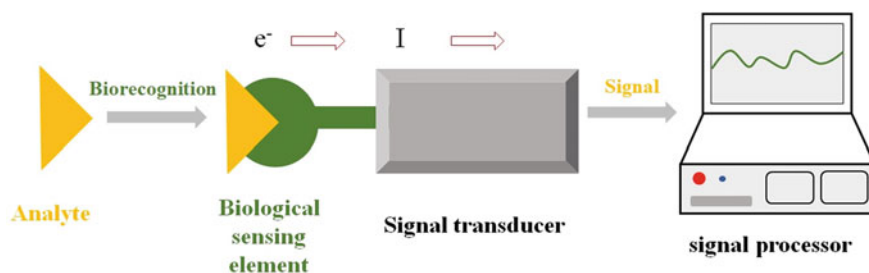 e- I
Biorecognition
Signal
Analyte
Biological
sensing
element
Signal transducer
signal processor